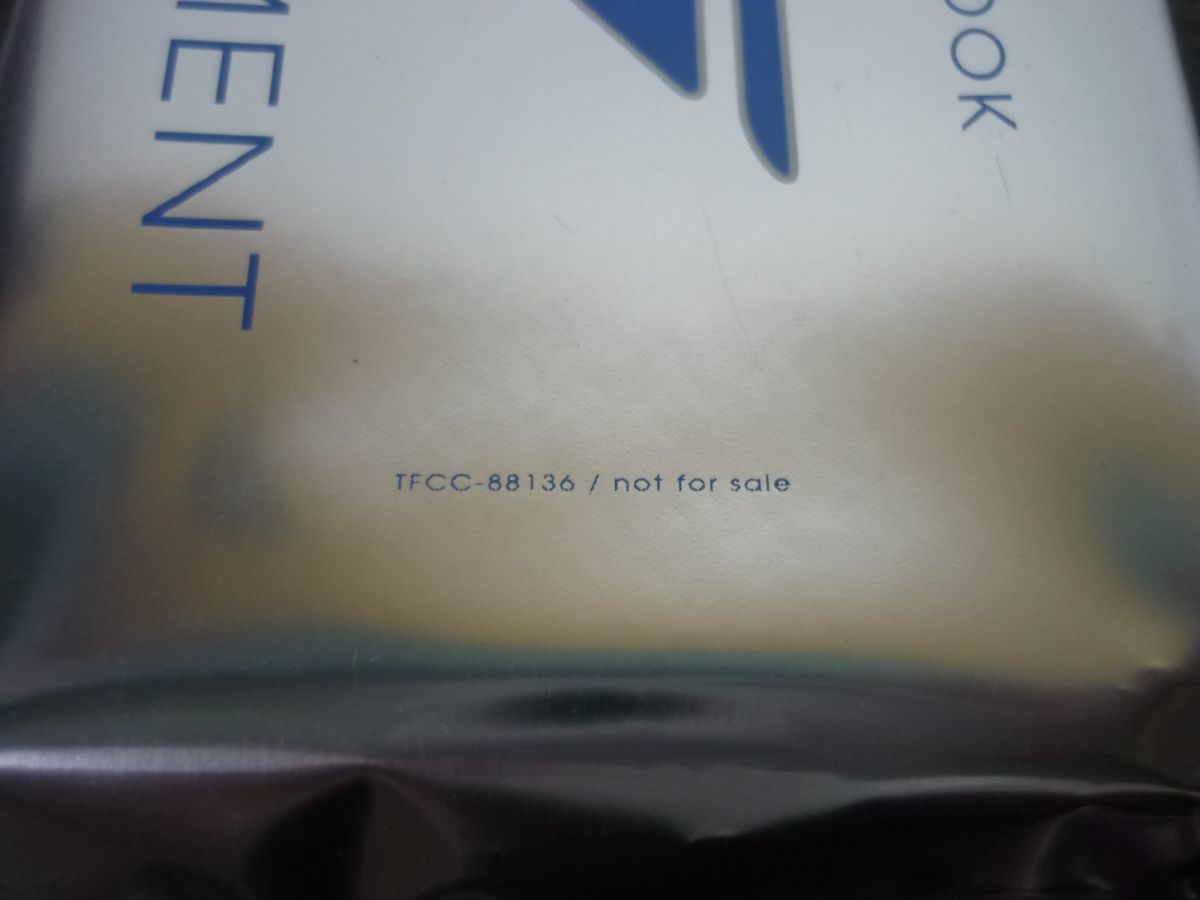 MENT
OOK
TFCC-88136 / not for sale